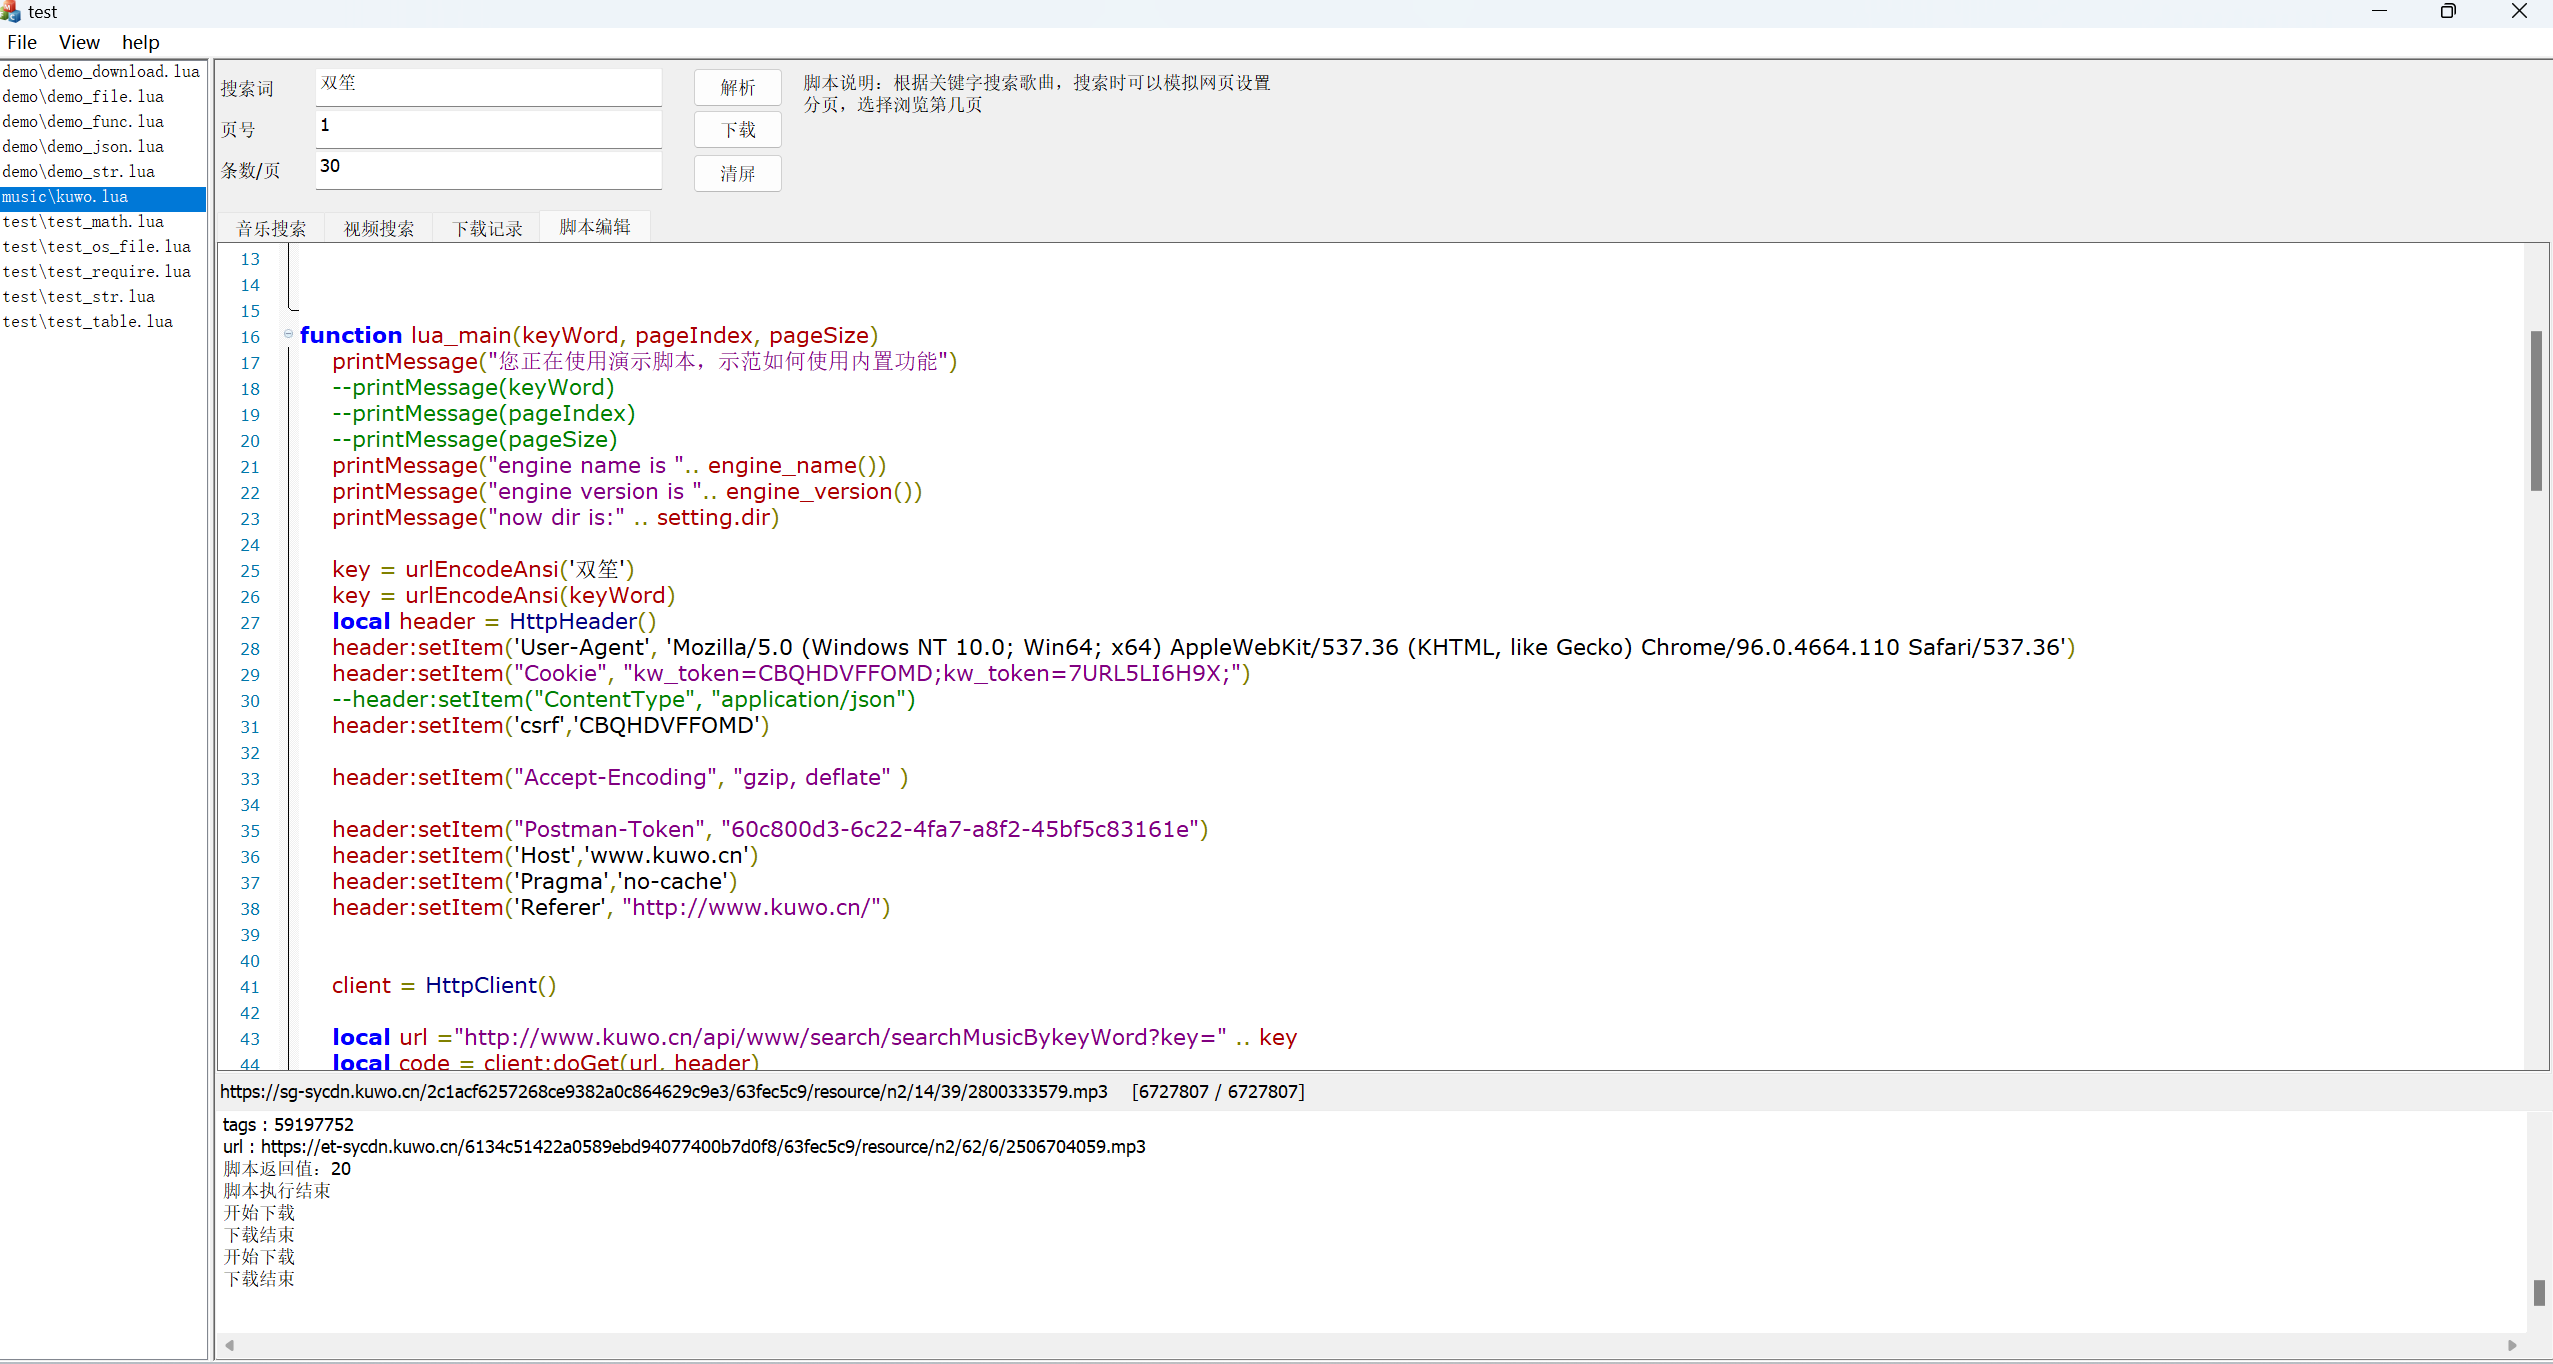 test
File View help
demo\demo_download.lua
demo\demo_file.lua
demo\demo_func.lua
demo\demo_json.lua
demo\demo_str.lua
music\kuwo.lua
test\test_math.lua
test\test_os_file.lua
test\test_require.lua
test\test_str.lua
test\test_table.lua
搜索词 双笙 解析
页号 1 下载
条数/页 30 清屏
脚本说明：根据关键字搜索歌曲，搜索时可以模拟网页设置
分页，选择浏览第几页
音乐搜索 视频搜索 下载记录 脚本编辑
13
14
15
16 function lua_main(keyWord, pageIndex, pageSize)
17 printMessage("您正在使用演示脚本，示范如何使用内置功能")
18 --printMessage(keyWord)
19 --printMessage(pageIndex)
20 --printMessage(pageSize)
21 printMessage("engine name is ".. engine_name())
22 printMessage("engine version is ".. engine_version())
23 printMessage("now dir is:" .. setting.dir)
24
25 key = urlEncodeAnsi('双笙')
26 key = urlEncodeAnsi(keyWord)
27 local header = HttpHeader()
28 header:setItem('User-Agent', 'Mozilla/5.0 (Windows NT 10.0; Win64; x64) AppleWebKit/537.36 (KHTML, like Gecko) Chrome/96.0.4664.110 Safari/537.36')
29 header:setItem("Cookie", "kw_token=CBQHDVFFOMD;kw_token=7URL5LI6H9X;")
30 --header:setItem("ContentType", "application/json")
31 header:setItem('csrf','CBQHDVFFOMD')
32
33 header:setItem("Accept-Encoding", "gzip, deflate" )
34
35 header:setItem("Postman-Token", "60c800d3-6c22-4fa7-a8f2-45bf5c83161e")
36 header:setItem('Host','www.kuwo.cn')
37 header:setItem('Pragma','no-cache')
38 header:setItem('Referer', "http://www.kuwo.cn/")
39
40
41 client = HttpClient()
42
43 local url ="http://www.kuwo.cn/api/www/search/searchMusicBykeyWord?key=" .. key
44 local code = client:doGet(url, header)
https://sg-sycdn.kuwo.cn/2c1acf6257268ce9382a0c864629c9e3/63fec5c9/resource/n2/14/39/2800333579.mp3 [6727807 / 6727807]
tags : 59197752
url : https://et-sycdn.kuwo.cn/6134c51422a0589ebd94077400b7d0f8/63fec5c9/resource/n2/62/6/2506704059.mp3
脚本返回值：20
脚本执行结束
开始下载
下载结束
开始下载
下载结束